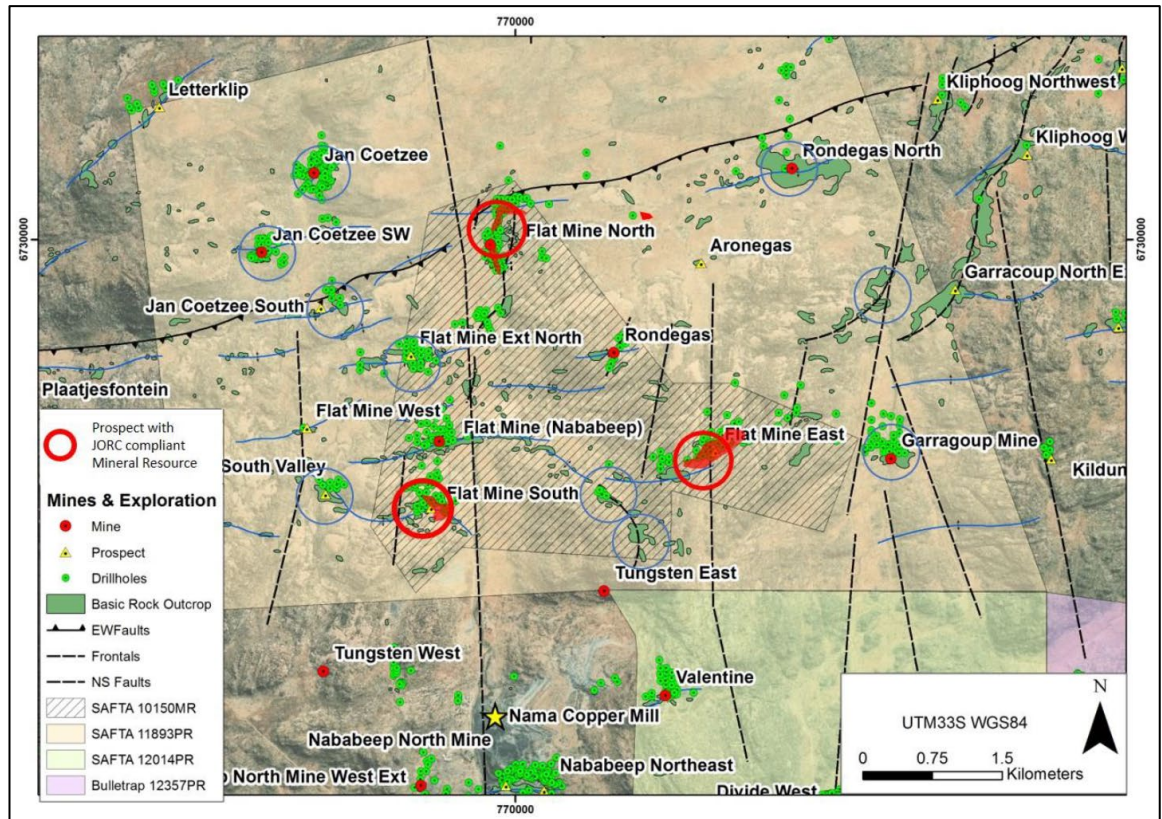 770000
Letterklip
Kliphoog Northwest
Jan Coetzee
Rondegas North
Kliphoog W
6730000
Jan Coetzee SW
Flat Mine North
6730000
Aronegas
Garracoup North Ex
Jan Coetzee South
Flat Mine Ext North
Rondegas
Plaatjesfontein
Flat Mine West
Flat Mine (Nababeep)
Flat Mine East
Garragoup Mine
South Valley
Flat Mine South
Kildun
Tungsten East
Tungsten West
Valentine
Nama Copper Mill
Nababeep North Mine
North Mine West Ext
Nababeep Northeast
Divide West
Prospect with
JORC compliant
Mineral Resource
Mines & Exploration
Mine
Prospect
Drillholes
Basic Rock Outcrop
EWFaults
Frontals
NS Faults
SAFTA 10150MR
SAFTA 11893PR
SAFTA 12014PR
Bulletrap 12357PR
N
UTM33S WGS84
0 0.75 1.5
Kilometers
770000